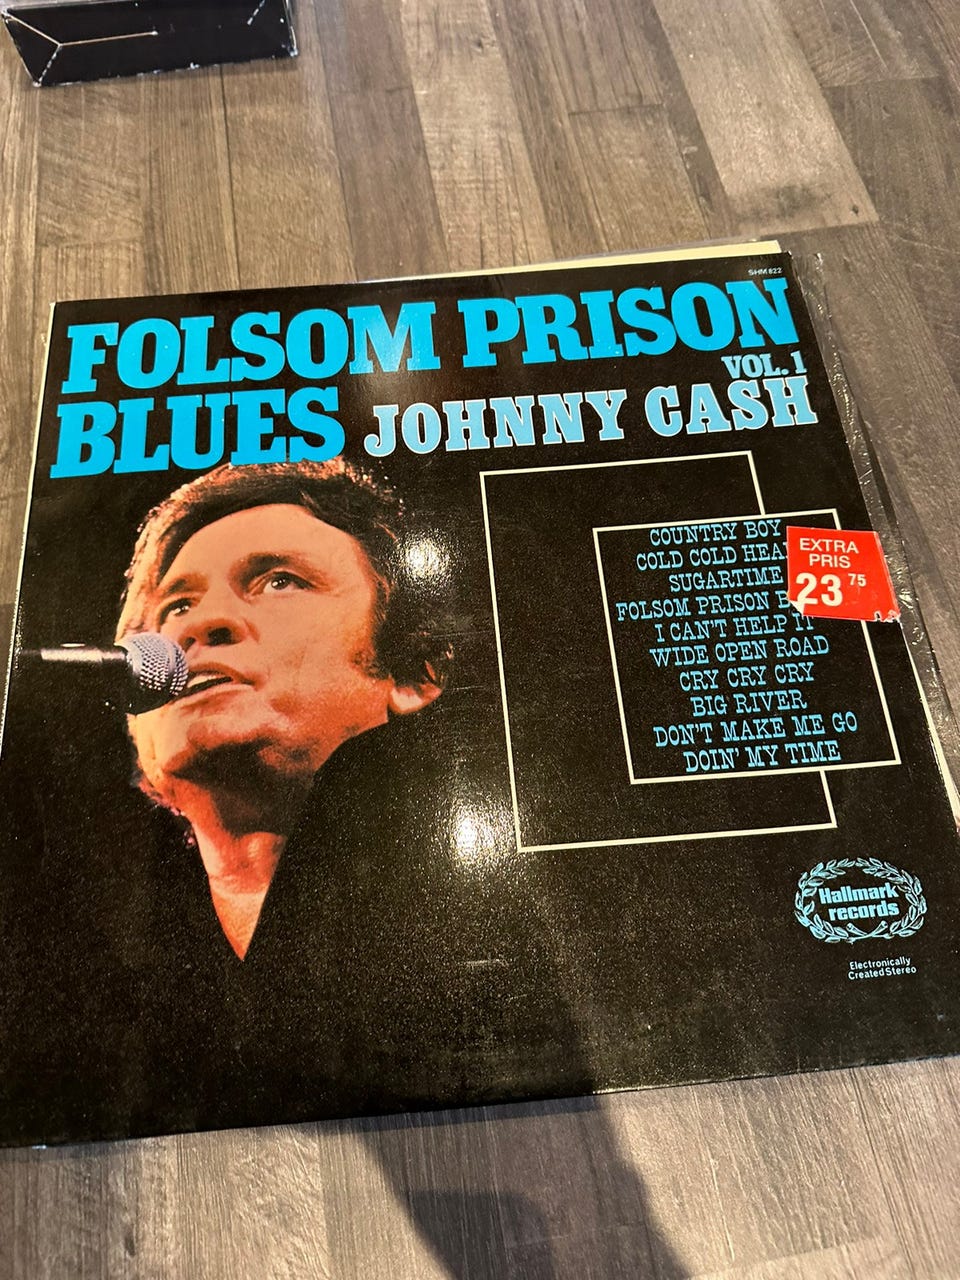 SHM 822
FOLSOM PRISON
VOL. 1
BLUES JOHNNY CASH
COUNTRY BOY
COLD COLD HEA
SUGARTIME
EXTRA
PRIS
23 75
FOLSOM PRISON B
I CAN'T HELP IT
WIDE OPEN ROAD
CRY CRY CRY
BIG RIVER
DON'T MAKE ME GO
DOIN' MY TIME
Hallmark
records
Electronically
Created Stereo